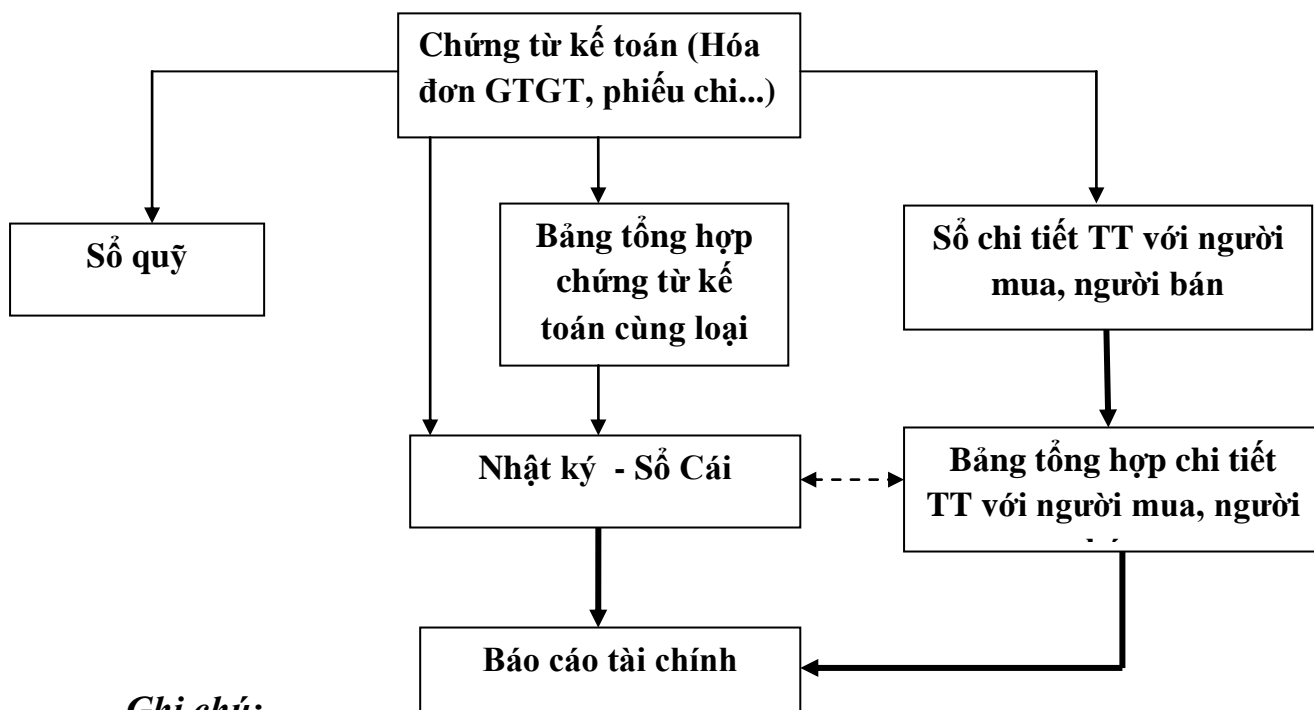 Chứng từ kế toán (Hóa
đơn GTGT, phiếu chi...)
Sổ quỹ
Bảng tổng hợp
chứng từ kế
toán cùng loại
Sổ chi tiết TT với người
mua, người bán
Nhật ký - Sổ Cái
Bảng tổng hợp chi tiết
TT với người mua, người
Báo cáo tài chính
Ghi chú: